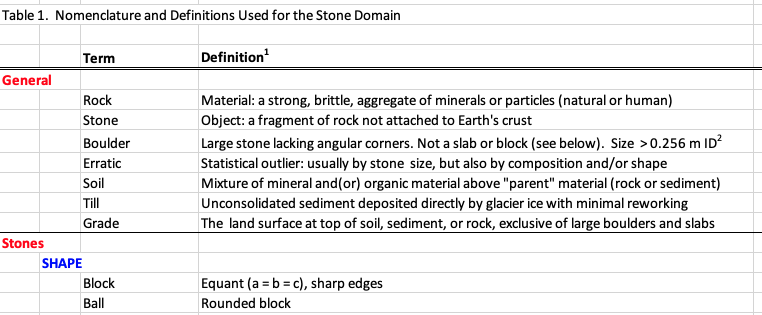 Table 1. Nomenclature and Definitions Used for the Stone Domain
Term Definition¹
General
Rock Material: a strong, brittle, aggregate of minerals or particles (natural or human)
Stone Object: a fragment of rock not attached to Earth's crust
Boulder Large stone lacking angular corners. Not a slab or block (see below). Size >0.256 m ID²
Erratic Statistical outlier: usually by stone size, but also by composition and/or shape
Soil Mixture of mineral and(or) organic material above "parent" material (rock or sediment)
Till Unconsolidated sediment deposited directly by glacier ice with minimal reworking
Grade The land surface at top of soil, sediment, or rock, exclusive of large boulders and slabs
Stones
SHAPE
Block Equant (a = b = c), sharp edges
Ball Rounded block